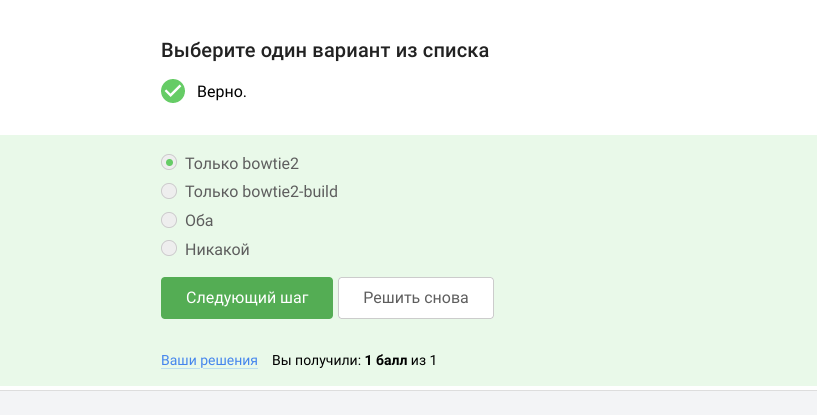 Выберите один вариант из списка
Верно.
Только bowtie2
Только bowtie2-build
Оба
Никакой
Следующий шаг Решить снова
Ваши решения Вы получили: 1 балл из 1